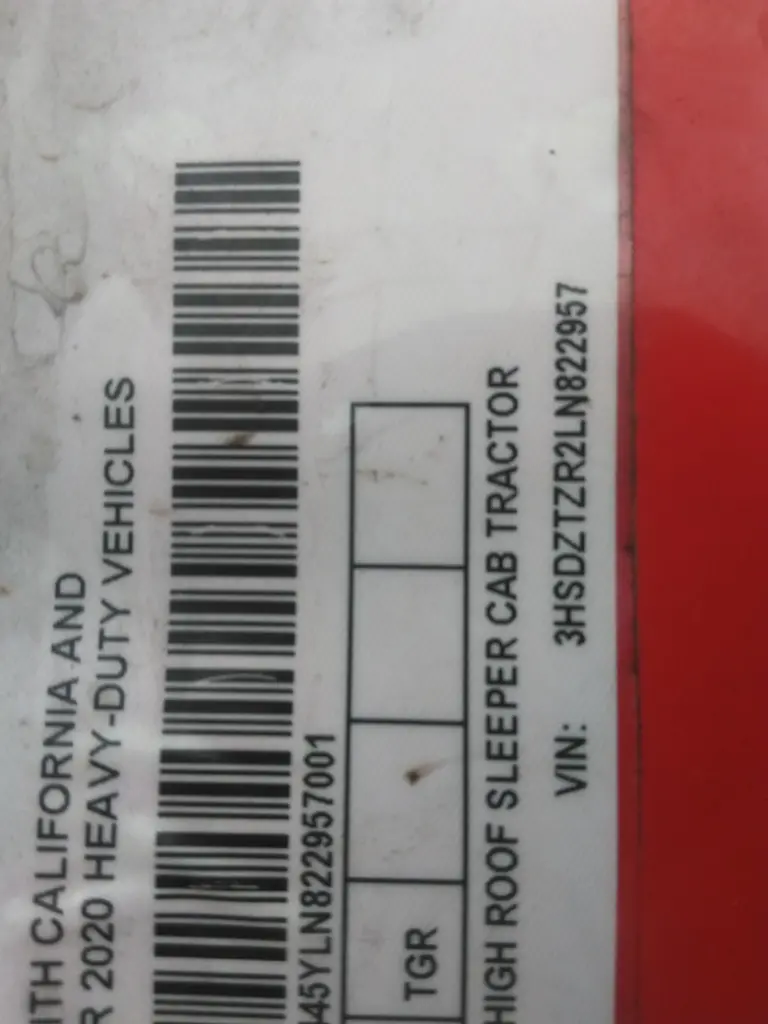 ITH CALIFORNIA AND
R 2020 HEAVY-DUTY VEHICLES
45YLN822957001
TGR
HIGH ROOF SLEEPER CAB TRACTOR
VIN: 3HSDZTZR2LN822957